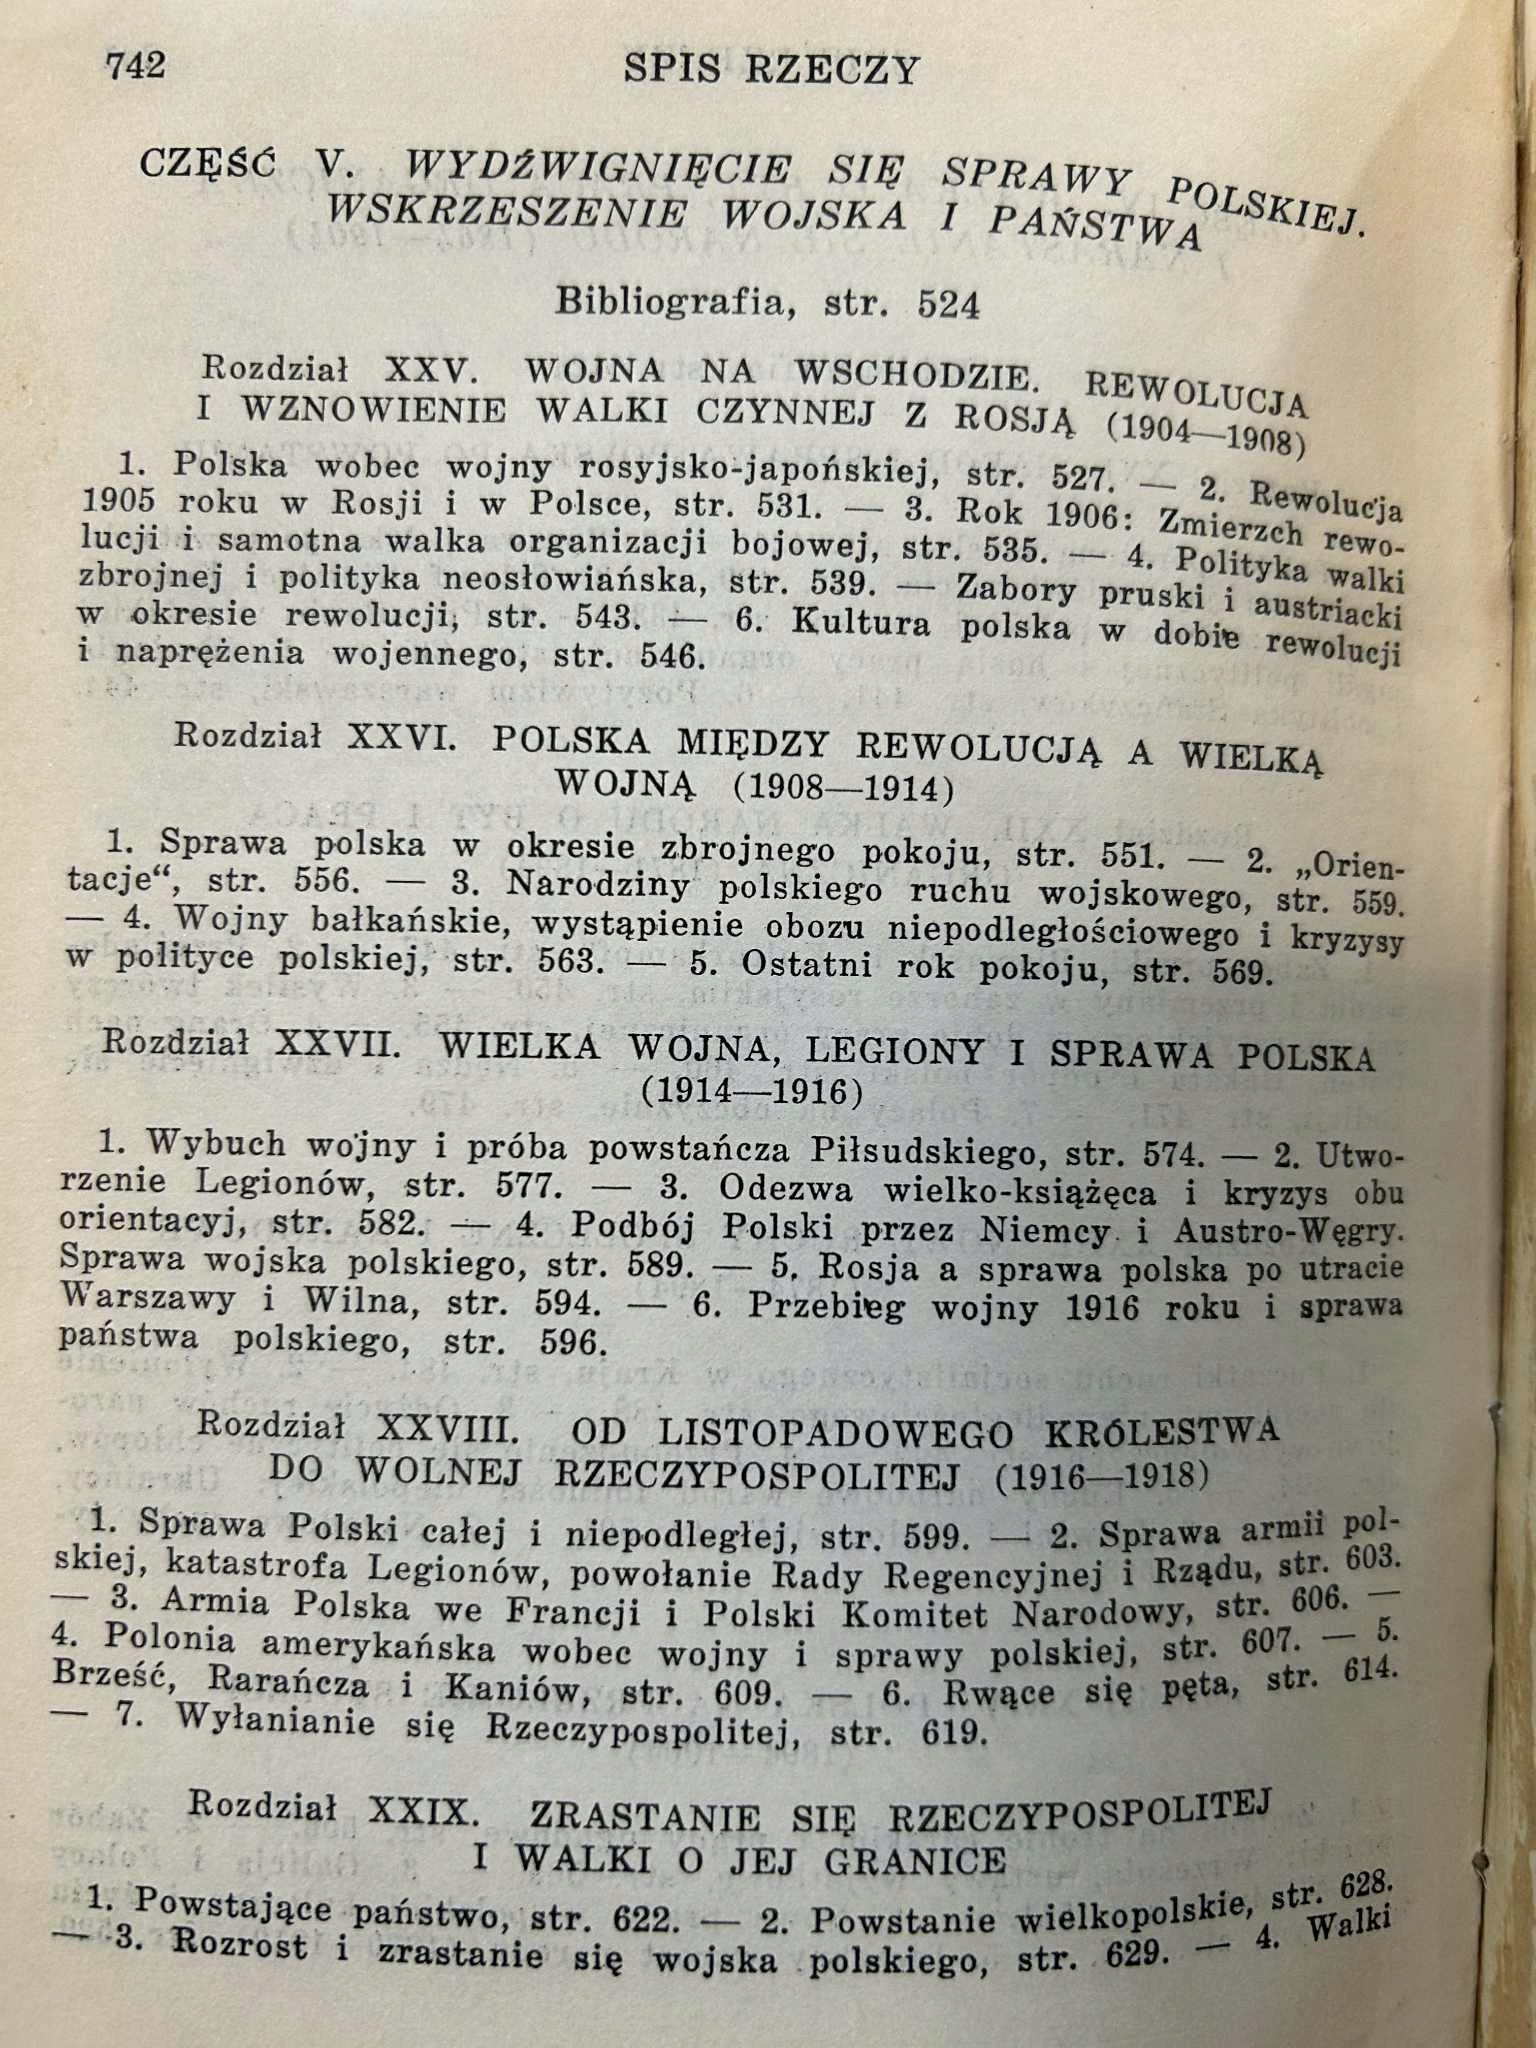 742
SPIS RZECZY
CZĘŚĆ V. WYDŹWIGNIĘCIE SIĘ SPRAWY POLSKIEJ.
WSKRZESZENIE WOJSKA I PAŃSTWA
Bibliografia, str. 524
Rozdział XXV. WOJNA NA WSCHODZIE. REWOLUCJA
I WZNOWIENIE WALKI CZYNNEJ Z ROSJĄ (1904—1908)
1. Polska wobec wojny rosyjsko-japońskiej, str. 527. — 2. Rewolucja
1905 roku w Rosji i w Polsce, str. 531. — 3. Rok 1906: Zmierzch rewo-
lucji i samotna walka organizacji bojowej, str. 535. — 4. Polityka walki
zbrojnej i polityka neosłowiańska, str. 539. — Zabory pruski i austriacki
w okresie rewolucji, str. 543. — 6. Kultura polska w dobie rewolucji
i naprężenia wojennego, str. 546.
Rozdział XXVI. POLSKA MIĘDZY REWOLUCJĄ A WIELKĄ
WOJNĄ (1908—1914)
1. Sprawa polska w okresie zbrojnego pokoju, str. 551. — 2. „Orien-
tacje“, str. 556. — 3. Narodziny polskiego ruchu wojskowego, str. 559.
— 4. Wojny bałkańskie, wystąpienie obozu niepodległościowego i kryzysy
w polityce polskiej, str. 563. — 5. Ostatni rok pokoju, str. 569.
Rozdział XXVII. WIELKA WOJNA, LEGIONY I SPRAWA POLSKA
(1914—1916)
1. Wybuch wojny i próba powstańcza Piłsudskiego, str. 574. — 2. Utwo-
rzenie Legionów, str. 577. — 3. Odezwa wielko-książęca i kryzys obu
orientacyj, str. 582. — 4. Podbój Polski przez Niemcy i Austro-Węgry.
Sprawa wojska polskiego, str. 589. — 5. Rosja a sprawa polska po utracie
Warszawy i Wilna, str. 594. — 6. Przebieg wojny 1916 roku i sprawa
państwa polskiego, str. 596.
Rozdział XXVIII. OD LISTOPADOWEGO KRÓLESTWA
DO WOLNEJ RZECZYPOSPOLITEJ (1916—1918)
1. Sprawa Polski całej i niepodległej, str. 599. — 2. Sprawa armii pol-
skiej, katastrofa Legionów, powołanie Rady Regencyjnej i Rządu, str. 603.
— 3. Armia Polska we Francji i Polski Komitet Narodowy, str. 606. —
4. Polonia amerykańska wobec wojny i sprawy polskiej, str. 607. — 5.
Brześć, Rarańcza i Kaniów, str. 609. — 6. Rwące się pęta, str. 614.
— 7. Wyłanianie się Rzeczypospolitej, str. 619.
Rozdział XXIX. ZRASTANIE SIĘ RZECZYPOSPOLITEJ
I WALKI O JEJ GRANICE
1. Powstające państwo, str. 622. — 2. Powstanie wielkopolskie, str. 628.
— 3. Rozrost i zrastanie się wojska polskiego, str. 629. — 4. Walki